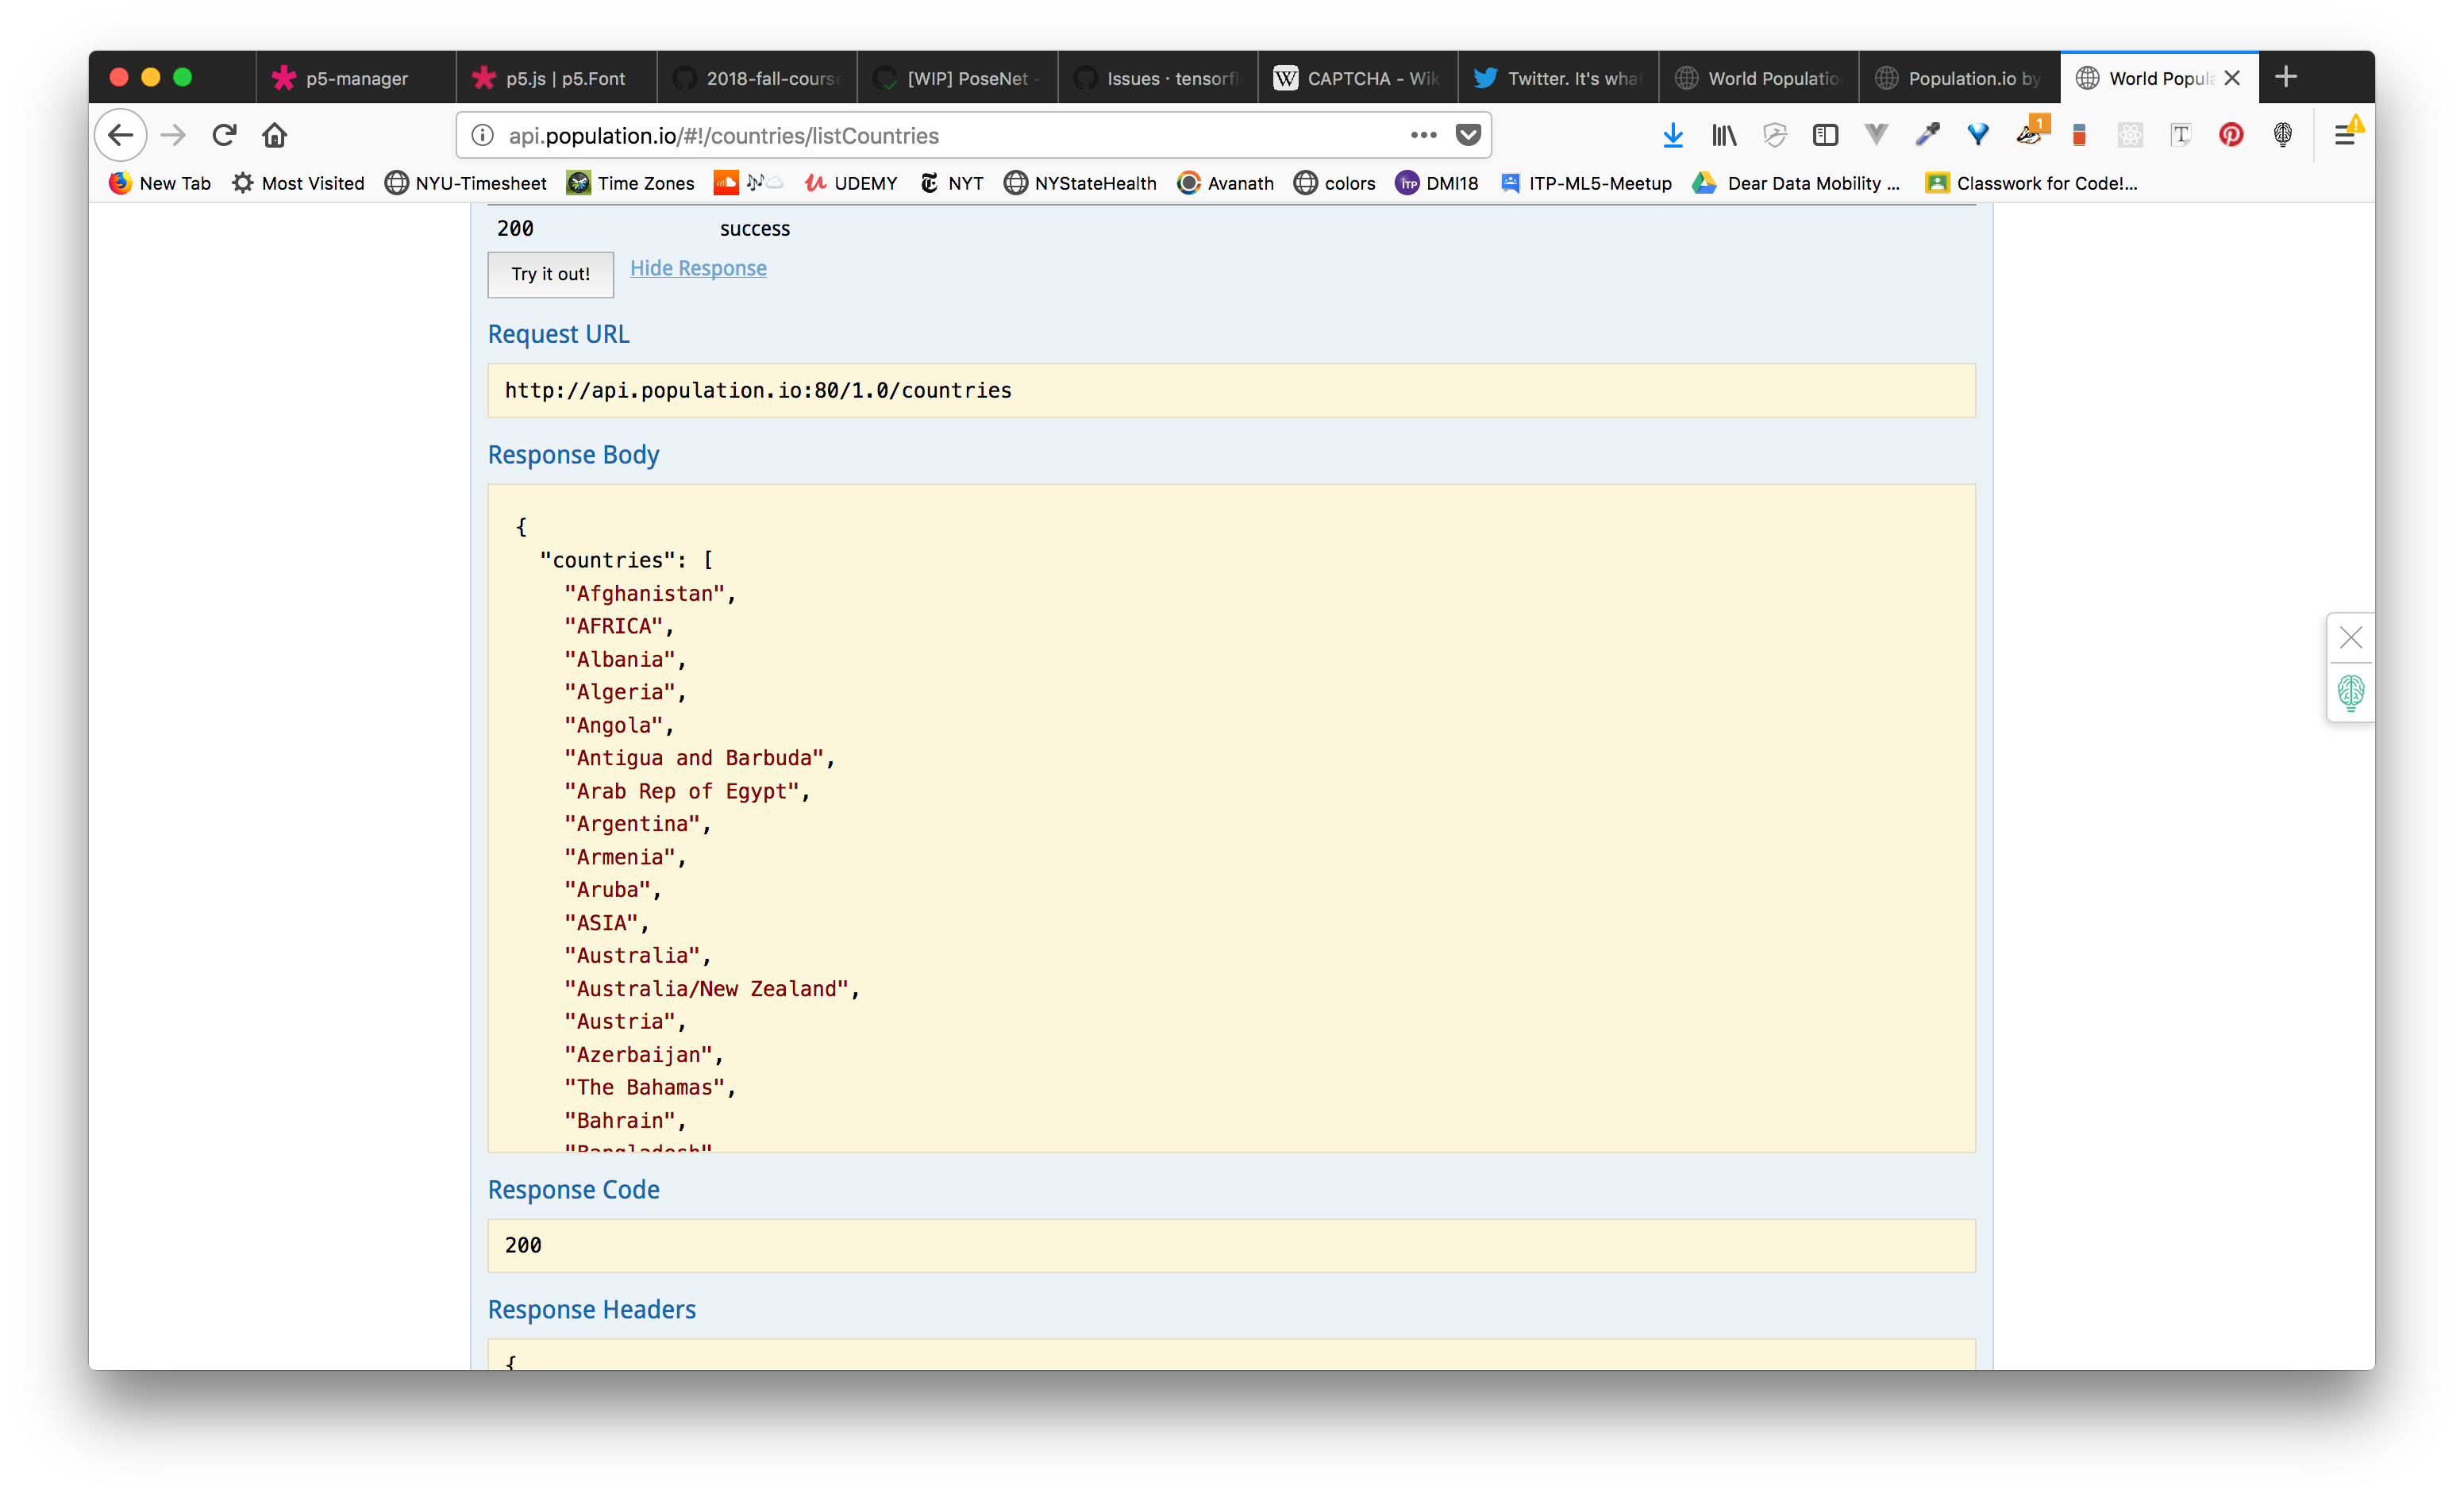 p5-manager
p5.js | p5.Font
2018-fall-course
[WIP] PoseNet -
Issues · tensorfl
CAPTCHA - Wik
Twitter. It's what
World Population
Population.io by
World Popula
api.population.io/#!/countries/listCountries
1
New Tab
Most Visited
NYU-Timesheet
Time Zones
UDEMY
NYT
NYStateHealth
Avanath
colors
DMI18
ITP-ML5-Meetup
Dear Data Mobility ...
Classwork for Code!...
200 success
Try it out! Hide Response
Request URL
http://api.population.io:80/1.0/countries
Response Body
{
"countries": [
"Afghanistan",
"AFRICA",
"Albania",
"Algeria",
"Angola",
"Antigua and Barbuda",
"Arab Rep of Egypt",
"Argentina",
"Armenia",
"Aruba",
"ASIA",
"Australia",
"Australia/New Zealand",
"Austria",
"Azerbaijan",
"The Bahamas",
"Bahrain",
"Bangladesh"
Response Code
200
Response Headers
{